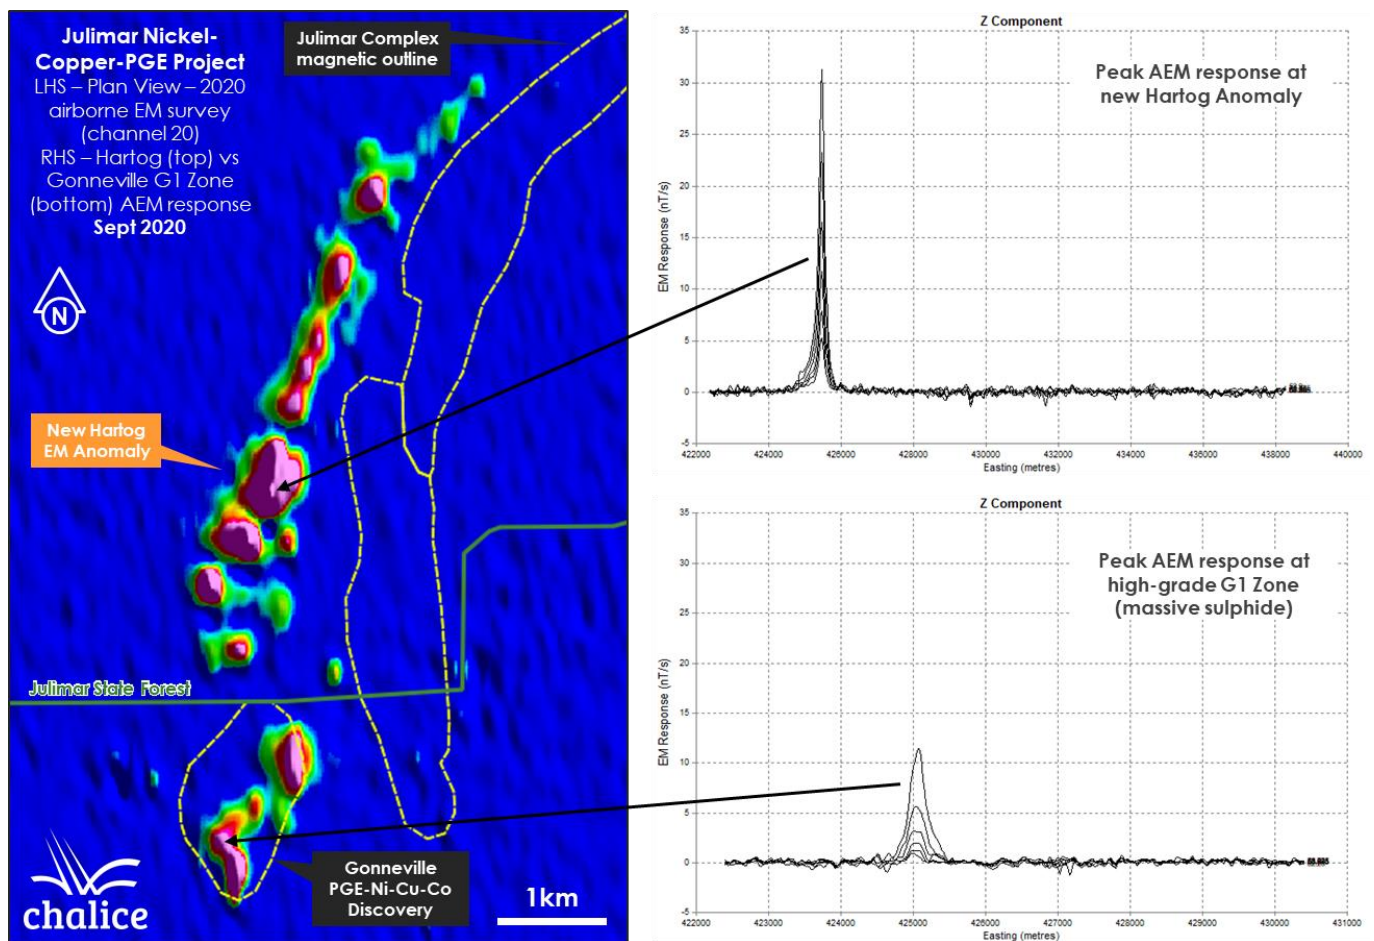 Julimar Nickel-
Copper-PGE Project
LHS – Plan View – 2020
airborne EM survey
(channel 20)
RHS – Hartog (top) vs
Gonneville G1 Zone
(bottom) AEM response
Sept 2020
N
Julimar Complex
magnetic outline
New Hartog
EM Anomaly
Julimar State Forest
Gonneville
PGE-Ni-Cu-Co
Discovery
1km
chalice
Z Component
Peak AEM response at
new Hartog Anomaly
EM Response (nT/s)
35
30
25
20
15
10
5
0
-5
422000 424000 425000 428000 429000 430000 432000 434000 438000 440000
Easting (metres)
Z Component
Peak AEM response at
high-grade G1 Zone
(massive sulphide)
EM Response (nT/s)
35
30
25
20
15
10
5
0
-5
422000 423000 424000 425000 426000 427000 428000 429000 430000 431000
Easting (metres)